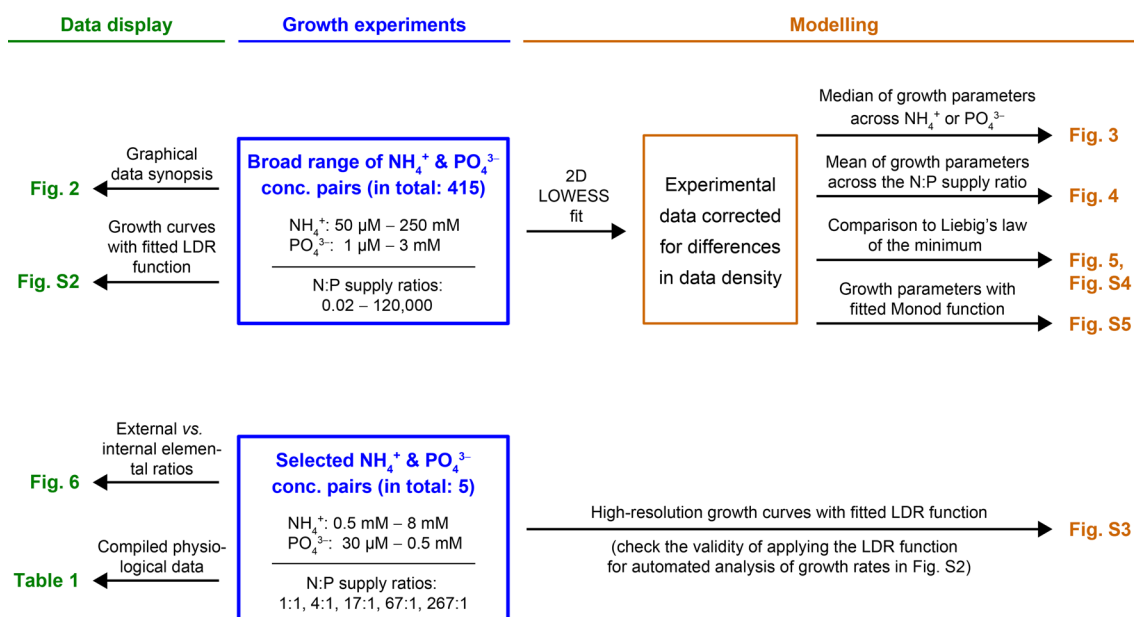 Data display
Growth experiments
Modelling
Graphical
data synopsis
Fig. 2
Growth curves
with fitted LDR
function
Fig. S2
Broad range of NH₄⁺ & PO₄³⁻
conc. pairs (in total: 415)
NH₄⁺: 50 µM – 250 mM
PO₄³⁻: 1 µM – 3 mM
N:P supply ratios:
0.02 – 120,000
2D
LOWESS
fit
Experimental
data corrected
for differences
in data density
Median of growth parameters
across NH₄⁺ or PO₄³⁻
Fig. 3
Mean of growth parameters
across the N:P supply ratio
Fig. 4
Comparison to Liebig's law
of the minimum
Fig. 5,
Fig. S4
Growth parameters with
fitted Monod function
Fig. S5
External vs.
internal elemen-
tal ratios
Fig. 6
Compiled physio-
logical data
Table 1
Selected NH₄⁺ & PO₄³⁻
conc. pairs (in total: 5)
NH₄⁺: 0.5 mM – 8 mM
PO₄³⁻: 30 µM – 0.5 mM
N:P supply ratios:
1:1, 4:1, 17:1, 67:1, 267:1
High-resolution growth curves with fitted LDR function
(check the validity of applying the LDR function
for automated analysis of growth rates in Fig. S2)
Fig. S3